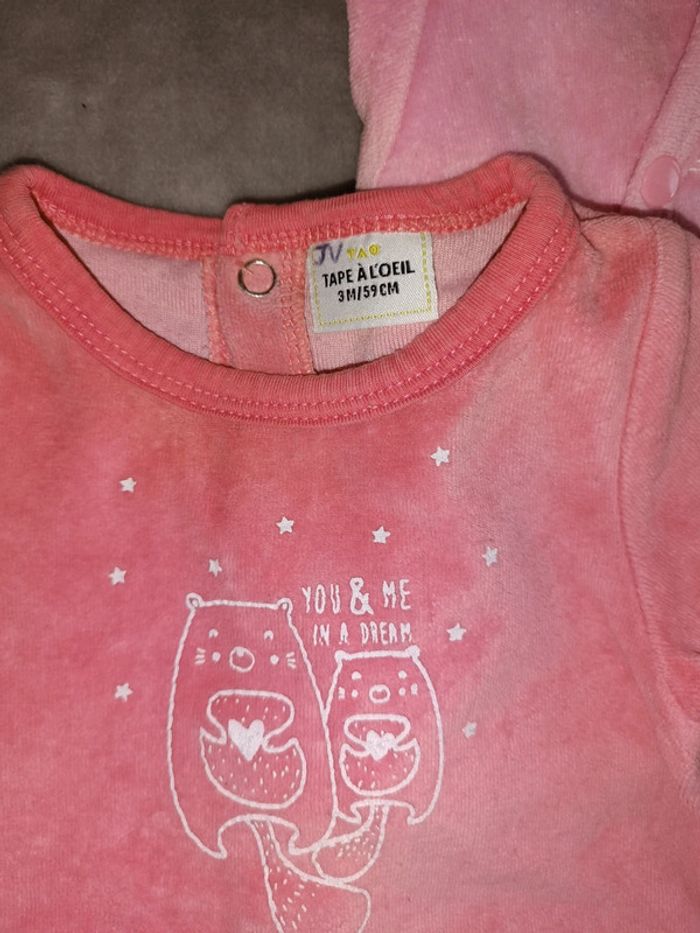 JV TAO
TAPE À L'OEIL
3M/59CM
YOU & ME
IN A DREAM